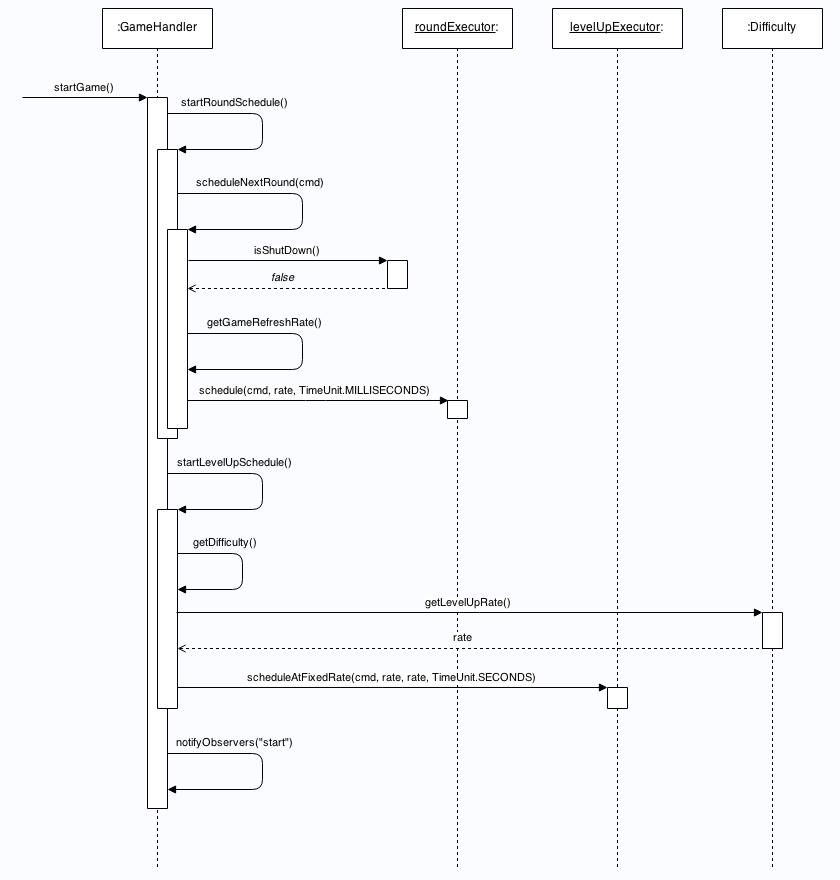 :GameHandler
roundExecutor:
levelUpExecutor:
:Difficulty
startGame()
startRoundSchedule()
scheduleNextRound(cmd)
isShutDown()
false
getGameRefreshRate()
schedule(cmd, rate, TimeUnit.MILLISECONDS)
startLevelUpSchedule()
getDifficulty()
getLevelUpRate()
rate
scheduleAtFixedRate(cmd, rate, rate, TimeUnit.SECONDS)
notifyObservers("start")